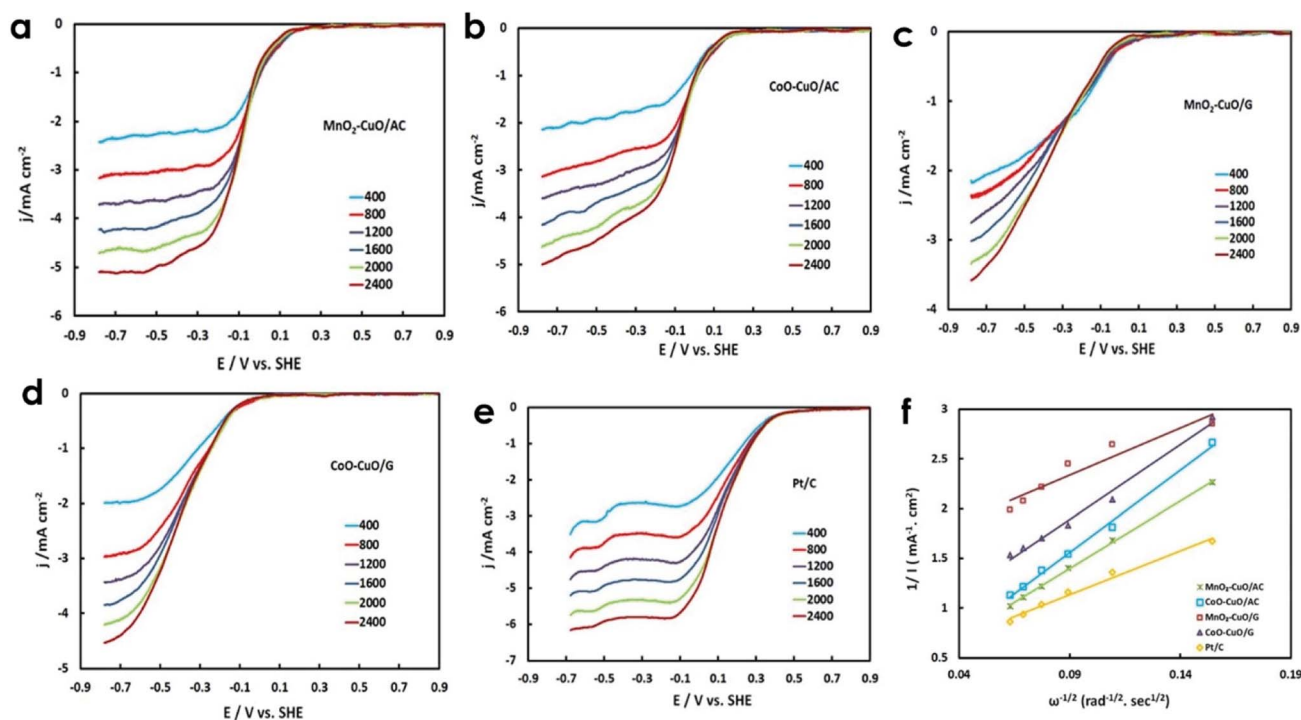 a
0
-1
-2
-3
-4
-5
-6
j/mA cm⁻²
MnO₂-CuO/AC
400
800
1200
1600
2000
2400
-0.9 -0.7 -0.5 -0.3 -0.1 0.1 0.3 0.5 0.7 0.9
E / V vs. SHE
b
0
-1
-2
-3
-4
-5
-6
j/mA cm⁻²
CoO-CuO/AC
400
800
1200
1600
2000
2400
-0.9 -0.7 -0.5 -0.3 -0.1 0.1 0.3 0.5 0.7 0.9
E / V vs. SHE
c
0
-1
-2
-3
-4
j/mA cm⁻²
MnO₂-CuO/G
400
800
1200
1600
2000
2400
-0.9 -0.7 -0.5 -0.3 -0.1 0.1 0.3 0.5 0.7 0.9
E / V vs. SHE
d
0
-1
-2
-3
-4
-5
j /mA cm⁻²
CoO-CuO/G
400
800
1200
1600
2000
2400
-0.9 -0.7 -0.5 -0.3 -0.1 0.1 0.3 0.5 0.7 0.9
E / V vs. SHE
e
0
-1
-2
-3
-4
-5
-6
-7
j /mA cm⁻²
Pt/C
400
800
1200
1600
2000
2400
-0.9 -0.7 -0.5 -0.3 -0.1 0.1 0.3 0.5 0.7 0.9
E / V vs. SHE
f
3
2.5
2
1.5
1
0.5
1/ I ( mA⁻¹. cm²)
MnO₂-CuO/AC
CoO-CuO/AC
MnO₂-CuO/G
CoO-CuO/G
Pt/C
0.04 0.09 0.14 0.19
ω⁻¹/² (rad⁻¹/². sec¹/²)